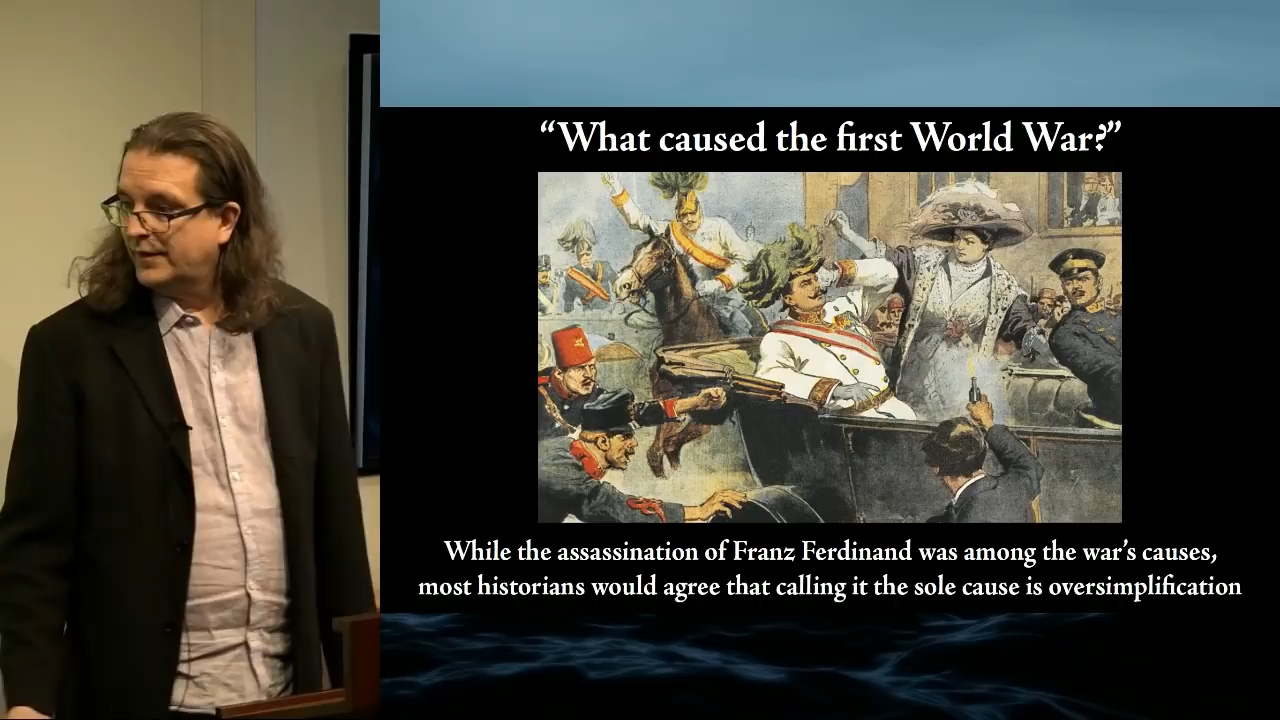 “What caused the first World War?”
While the assassination of Franz Ferdinand was among the war’s causes,
most historians would agree that calling it the sole cause is oversimplification